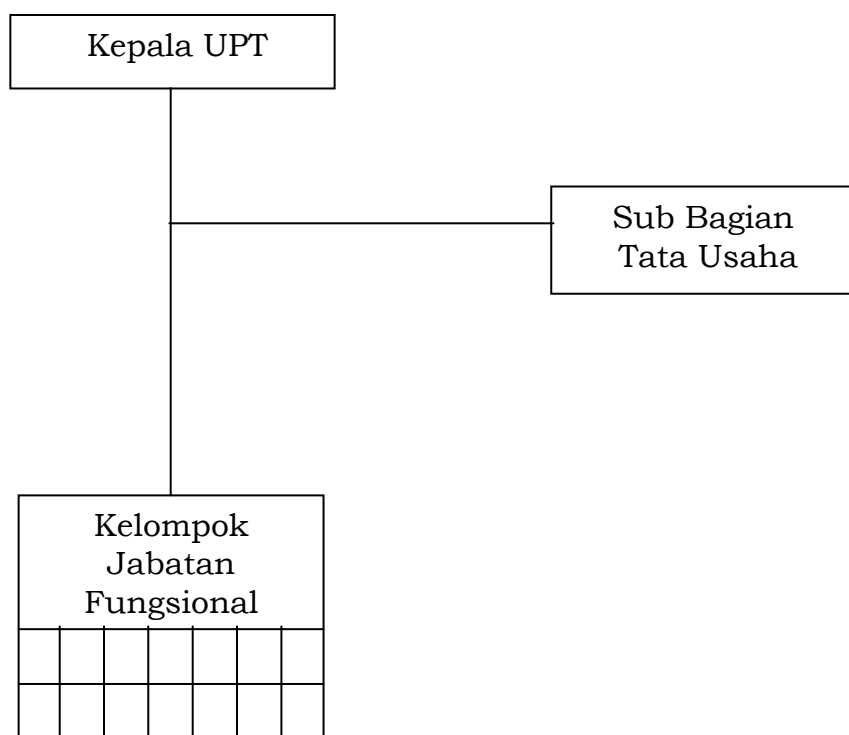 Kepala UPT
Sub Bagian
Tata Usaha
Kelompok
Jabatan
Fungsional